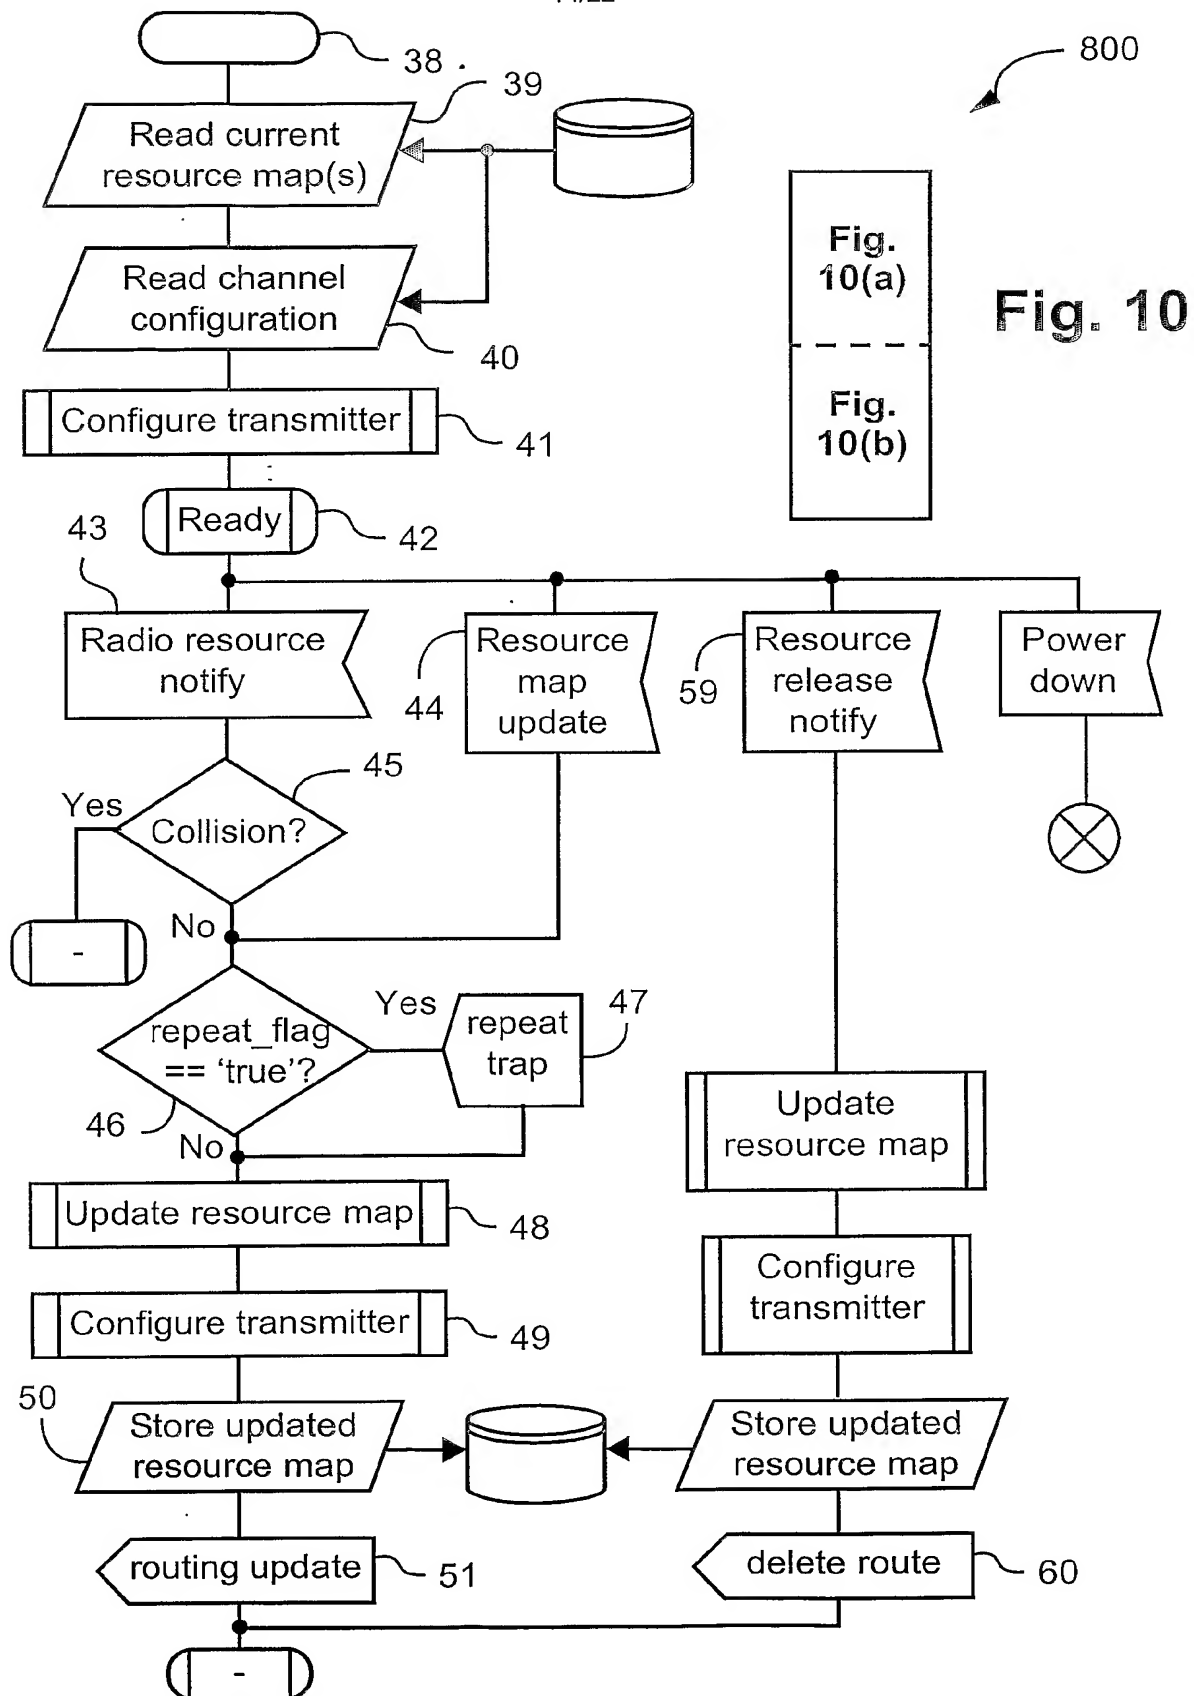 38
39
800
Read current
resource map(s)
Fig.
10(a)
Fig. 10
Read channel
configuration
40
Fig.
10(b)
Configure transmitter
41
Ready
42
43
Radio resource
notify
44
Resource
map
update
59
Resource
release
notify
Power
down
45
Yes
Collision?
No
-
Yes
47
repeat_flag
== ‘true’?
repeat
trap
46
No
Update
resource map
Update resource map
48
Configure
transmitter
Configure transmitter
49
50
Store updated
resource map
Store updated
resource map
routing update
51
delete route
60
-